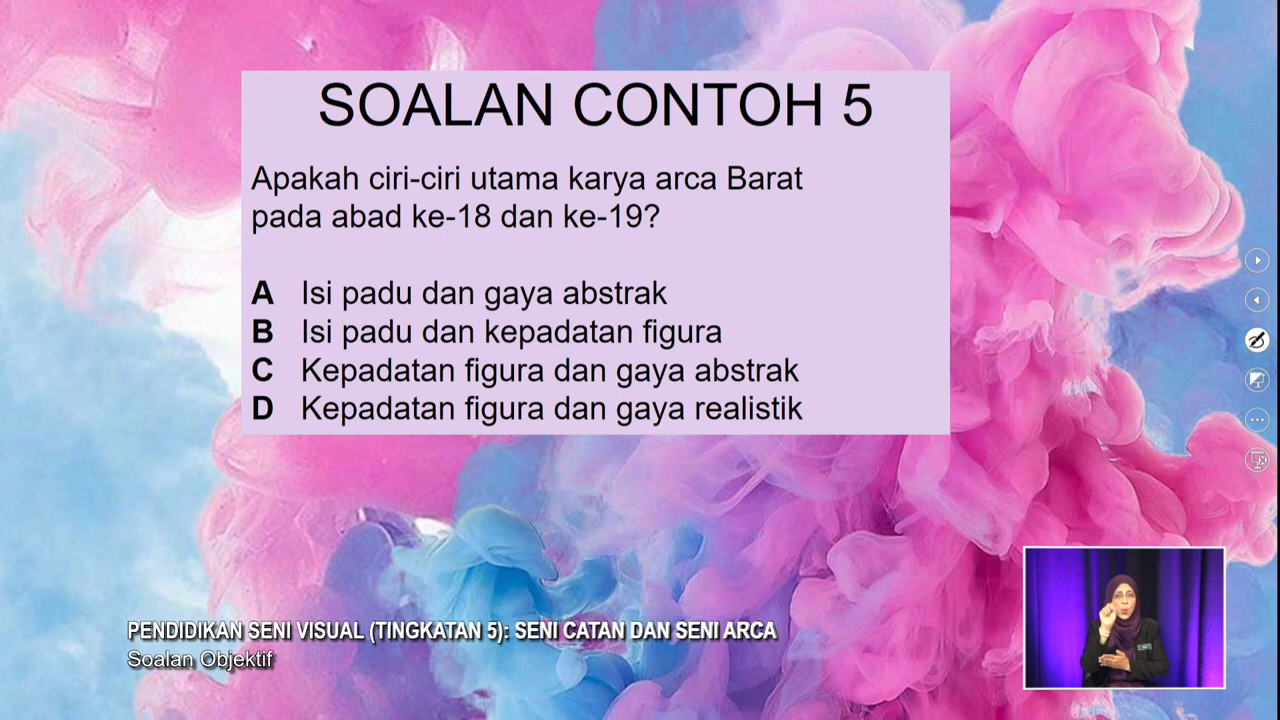 SOALAN CONTOH 5
Apakah ciri-ciri utama karya arca Barat
pada abad ke-18 dan ke-19?
A Isi padu dan gaya abstrak
B Isi padu dan kepadatan figura
C Kepadatan figura dan gaya abstrak
D Kepadatan figura dan gaya realistik
PENDIDIKAN SENI VISUAL (TINGKATAN 5): SENI CATAN DAN SENI ARCA
Soalan Objektif